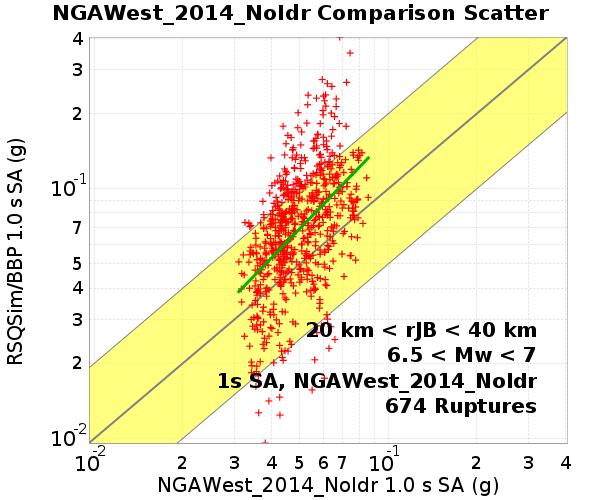 NGAWest_2014_NoIdr Comparison Scatter
4
3
2
10^-1
7
5
4
3
2
10^-2
RSQSim/BBP 1.0 s SA (g)
20 km < rJB < 40 km
6.5 < Mw < 7
1s SA, NGAWest_2014_NoIdr
674 Ruptures
10^-2 2 3 4 5 6 7 10^-1 2 3 4
NGAWest_2014_NoIdr 1.0 s SA (g)